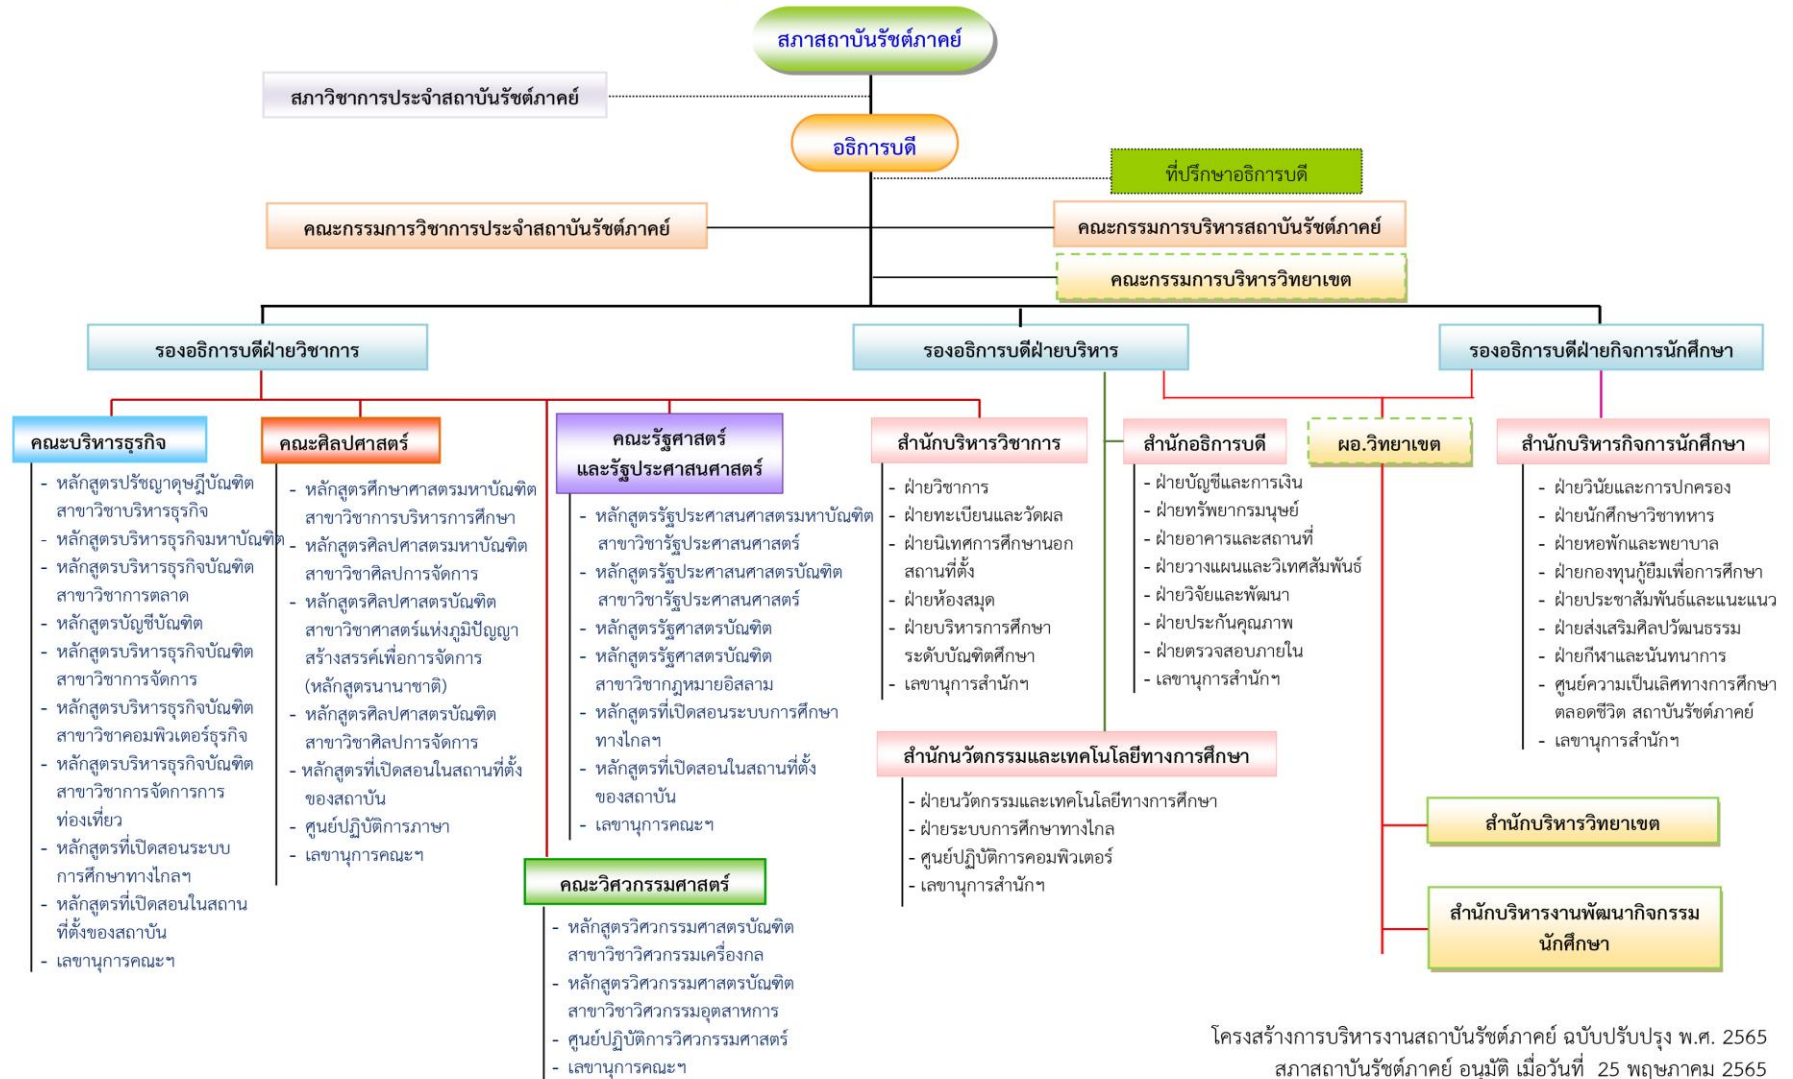 สภาสถาบันรัชต์ภาคย์
สภาวิชาการประจำสถาบันรัชต์ภาคย์
อธิการบดี
ที่ปรึกษาอธิการบดี
คณะกรรมการวิชาการประจำสถาบันรัชต์ภาคย์
คณะกรรมการบริหารสถาบันรัชต์ภาคย์
คณะกรรมการบริหารวิทยาเขต
รองอธิการบดีฝ่ายวิชาการ
รองอธิการบดีฝ่ายบริหาร
รองอธิการบดีฝ่ายกิจการนักศึกษา
คณะบริหารธุรกิจ
- หลักสูตรปรัชญาดุษฎีบัณฑิต
สาขาวิชาบริหารธุรกิจ
- หลักสูตรบริหารธุรกิจมหาบัณฑิต
- หลักสูตรบริหารธุรกิจบัณฑิต
สาขาวิชาการตลาด
- หลักสูตรบัญชีบัณฑิต
- หลักสูตรบริหารธุรกิจบัณฑิต
สาขาวิชาการจัดการ
- หลักสูตรบริหารธุรกิจบัณฑิต
สาขาวิชาคอมพิวเตอร์ธุรกิจ
- หลักสูตรบริหารธุรกิจบัณฑิต
สาขาวิชาการจัดการการ
ท่องเที่ยว
- หลักสูตรที่เปิดสอนระบบ
การศึกษาทางไกลฯ
- หลักสูตรที่เปิดสอนในสถาน
ที่ตั้งของสถาบัน
- เลขานุการคณะฯ
คณะศิลปศาสตร์
- หลักสูตรศึกษาศาสตรมหาบัณฑิต
สาขาวิชาการบริหารการศึกษา
- หลักสูตรศิลปศาสตรมหาบัณฑิต
สาขาวิชาศิลปการจัดการ
- หลักสูตรศิลปศาสตรบัณฑิต
สาขาวิชาศาสตร์แห่งภูมิปัญญา
สร้างสรรค์เพื่อการจัดการ
(หลักสูตรนานาชาติ)
- หลักสูตรศิลปศาสตรบัณฑิต
สาขาวิชาศิลปการจัดการ
- หลักสูตรที่เปิดสอนในสถานที่ตั้ง
ของสถาบัน
- ศูนย์ปฏิบัติการภาษา
- เลขานุการคณะฯ
คณะรัฐศาสตร์
และรัฐประศาสนศาสตร์
- หลักสูตรรัฐประศาสนศาสตรมหาบัณฑิต
สาขาวิชารัฐประศาสนศาสตร์
- หลักสูตรรัฐประศาสนศาสตรบัณฑิต
สาขาวิชารัฐประศาสนศาสตร์
- หลักสูตรรัฐศาสตรบัณฑิต
- หลักสูตรรัฐศาสตรบัณฑิต
สาขาวิชากฎหมายอิสลาม
- หลักสูตรที่เปิดสอนระบบการศึกษา
ทางไกลฯ
- หลักสูตรที่เปิดสอนในสถานที่ตั้ง
ของสถาบัน
- เลขานุการคณะฯ
คณะวิศวกรรมศาสตร์
- หลักสูตรวิศวกรรมศาสตรบัณฑิต
สาขาวิชาวิศวกรรมเครื่องกล
- หลักสูตรวิศวกรรมศาสตรบัณฑิต
สาขาวิชาวิศวกรรมอุตสาหการ
- ศูนย์ปฏิบัติการวิศวกรรมศาสตร์
- เลขานุการคณะฯ
สำนักบริหารวิชาการ
- ฝ่ายวิชาการ
- ฝ่ายทะเบียนและวัดผล
- ฝ่ายนิเทศการศึกษานอก
สถานที่ตั้ง
- ฝ่ายห้องสมุด
- ฝ่ายบริหารการศึกษา
ระดับบัณฑิตศึกษา
- เลขานุการสำนักฯ
สำนักอธิการบดี
- ฝ่ายบัญชีและการเงิน
- ฝ่ายทรัพยากรมนุษย์
- ฝ่ายอาคารและสถานที่
- ฝ่ายวางแผนและวิเทศสัมพันธ์
- ฝ่ายวิจัยและพัฒนา
- ฝ่ายประกันคุณภาพ
- ฝ่ายตรวจสอบภายใน
- เลขานุการสำนักฯ
สำนักนวัตกรรมและเทคโนโลยีทางการศึกษา
- ฝ่ายนวัตกรรมและเทคโนโลยีทางการศึกษา
- ฝ่ายระบบการศึกษาทางไกล
- ศูนย์ปฏิบัติการคอมพิวเตอร์
- เลขานุการสำนักฯ
ผอ.วิทยาเขต
สำนักบริหารกิจการนักศึกษา
- ฝ่ายวินัยและการปกครอง
- ฝ่ายนักศึกษาวิชาทหาร
- ฝ่ายหอพักและพยาบาล
- ฝ่ายกองทุนกู้ยืมเพื่อการศึกษา
- ฝ่ายประชาสัมพันธ์และแนะแนว
- ฝ่ายส่งเสริมศิลปวัฒนธรรม
- ฝ่ายกีฬาและนันทนาการ
- ศูนย์ความเป็นเลิศทางการศึกษา
ตลอดชีวิต สถาบันรัชต์ภาคย์
- เลขานุการสำนักฯ
สำนักบริหารวิทยาเขต
สำนักบริหารงานพัฒนากิจกรรม
นักศึกษา
โครงสร้างการบริหารงานสถาบันรัชต์ภาคย์ ฉบับปรับปรุง พ.ศ. 2565
สภาสถาบันรัชต์ภาคย์ อนุมัติ เมื่อวันที่ 25 พฤษภาคม 2565